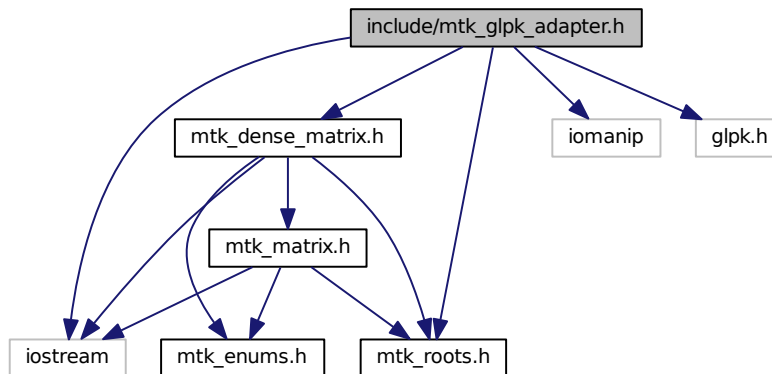 include/mtk_glpk_adapter.h
mtk_dense_matrix.h
iomanip
glpk.h
mtk_matrix.h
iostream
mtk_enums.h
mtk_roots.h